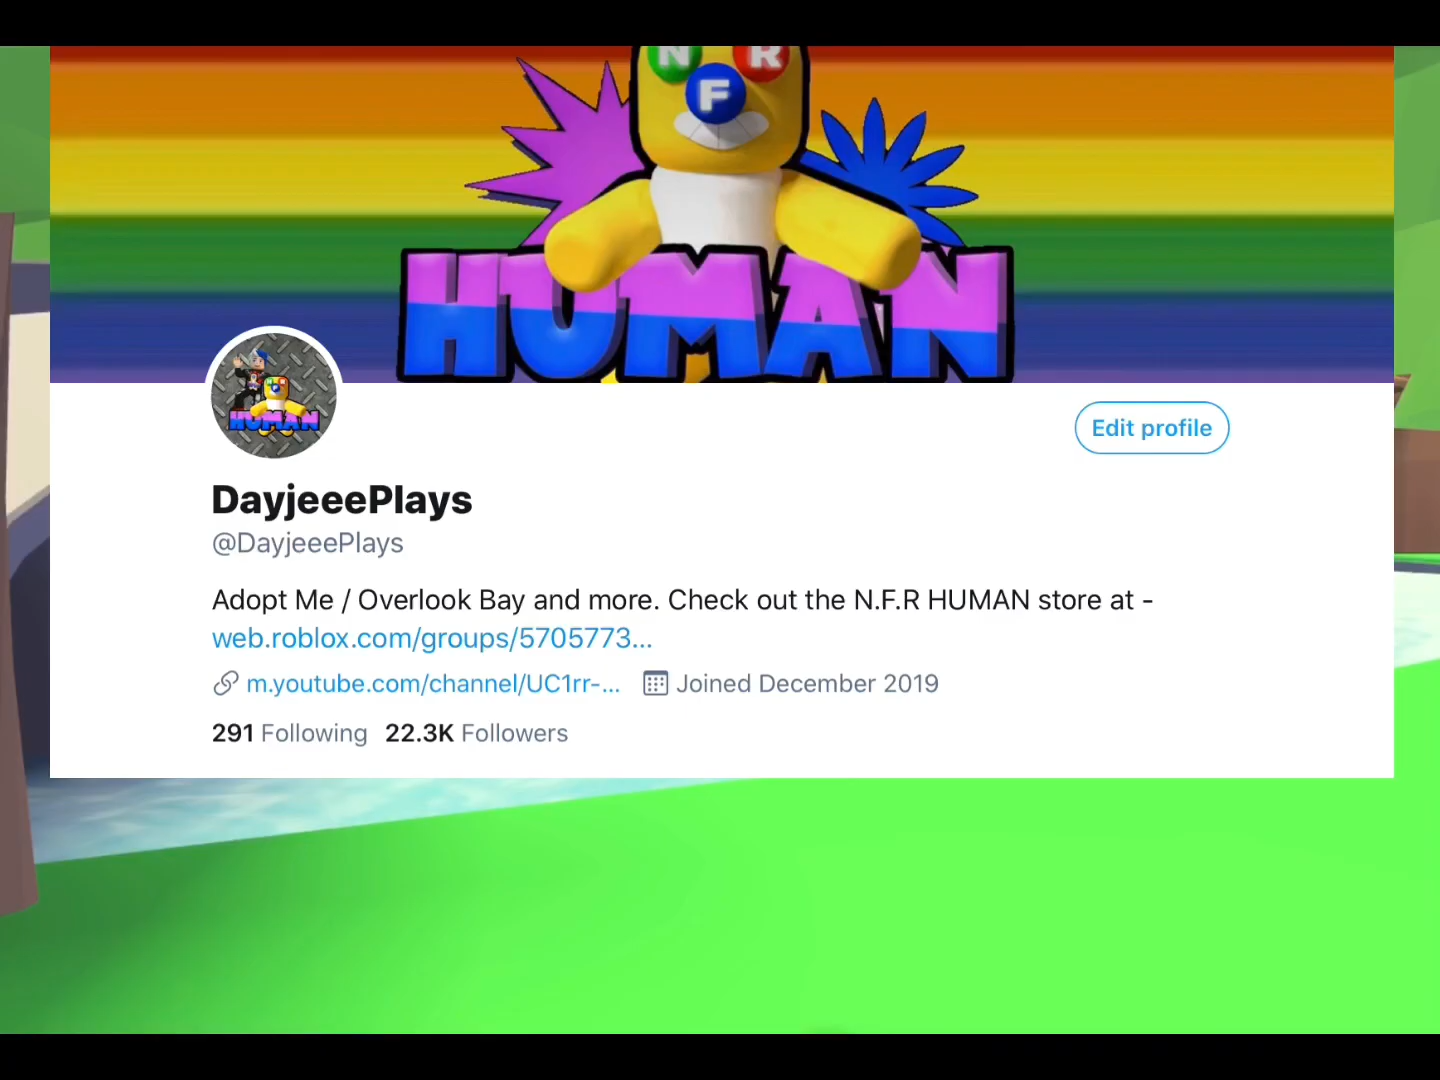 N R
F
HUMAN
HUMAN
Edit profile
DayjeeePlays
@DayjeeePlays
Adopt Me / Overlook Bay and more. Check out the N.F.R HUMAN store at -
web.roblox.com/groups/5705773...
m.youtube.com/channel/UC1rr-... Joined December 2019
291 Following 22.3K Followers